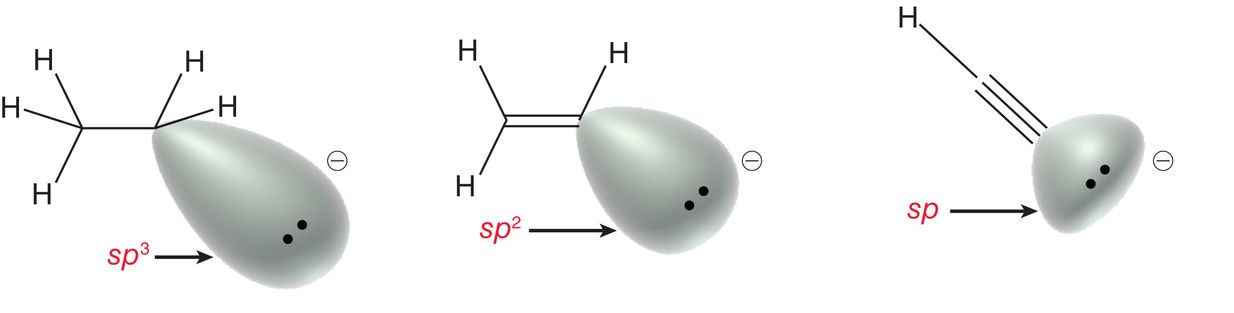 H H H H H
sp³
⊖
H H H
sp²
⊖
H
sp
⊖